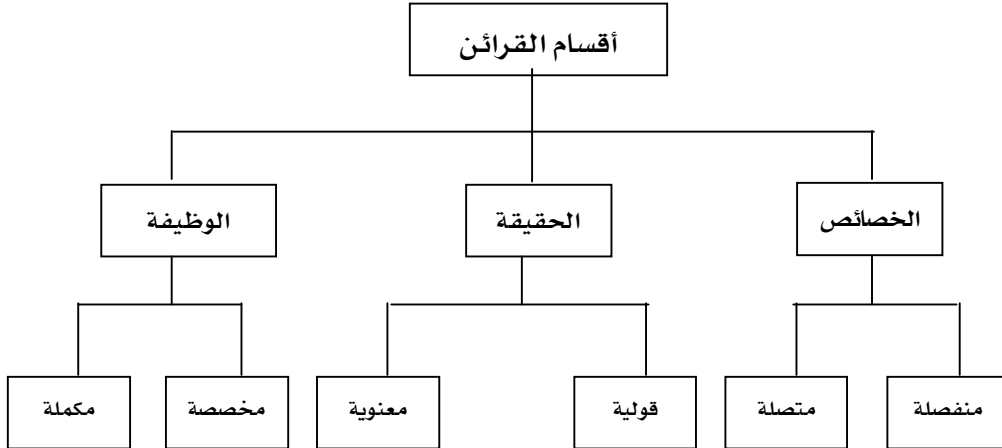 أقسام القرائن
الخصائص
الحقيقة
الوظيفة
منفصلة
متصلة
قولية
معنوية
مخصصة
مكملة